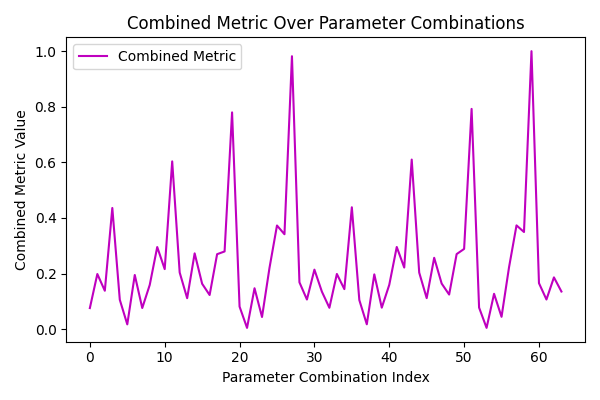 Combined Metric Over Parameter Combinations
Combined Metric
Combined Metric Value
1.0
0.8
0.6
0.4
0.2
0.0
0 10 20 30 40 50 60
Parameter Combination Index